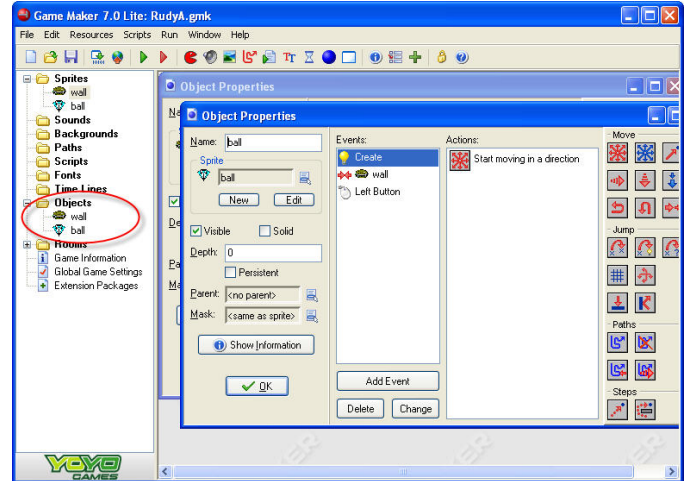 Game Maker 7.0 Lite: RudyA.gmk
File Edit Resources Scripts Run Window Help
Sprites
wall
ball
Sounds
Backgrounds
Paths
Scripts
Fonts
Time Lines
Objects
wall
ball
Rooms
Game Information
Global Game Settings
Extension Packages
YOYO
GAMES
Object Properties
Object Properties
Name: ball
Sprite
ball
New Edit
Visible Solid
Depth: 0
Persistent
Parent: <no parent>
Mask: <same as sprite>
Show Information
OK
Events:
Create
wall
Left Button
Add Event
Delete Change
Actions:
Start moving in a direction
Move
Jump
Paths
Steps